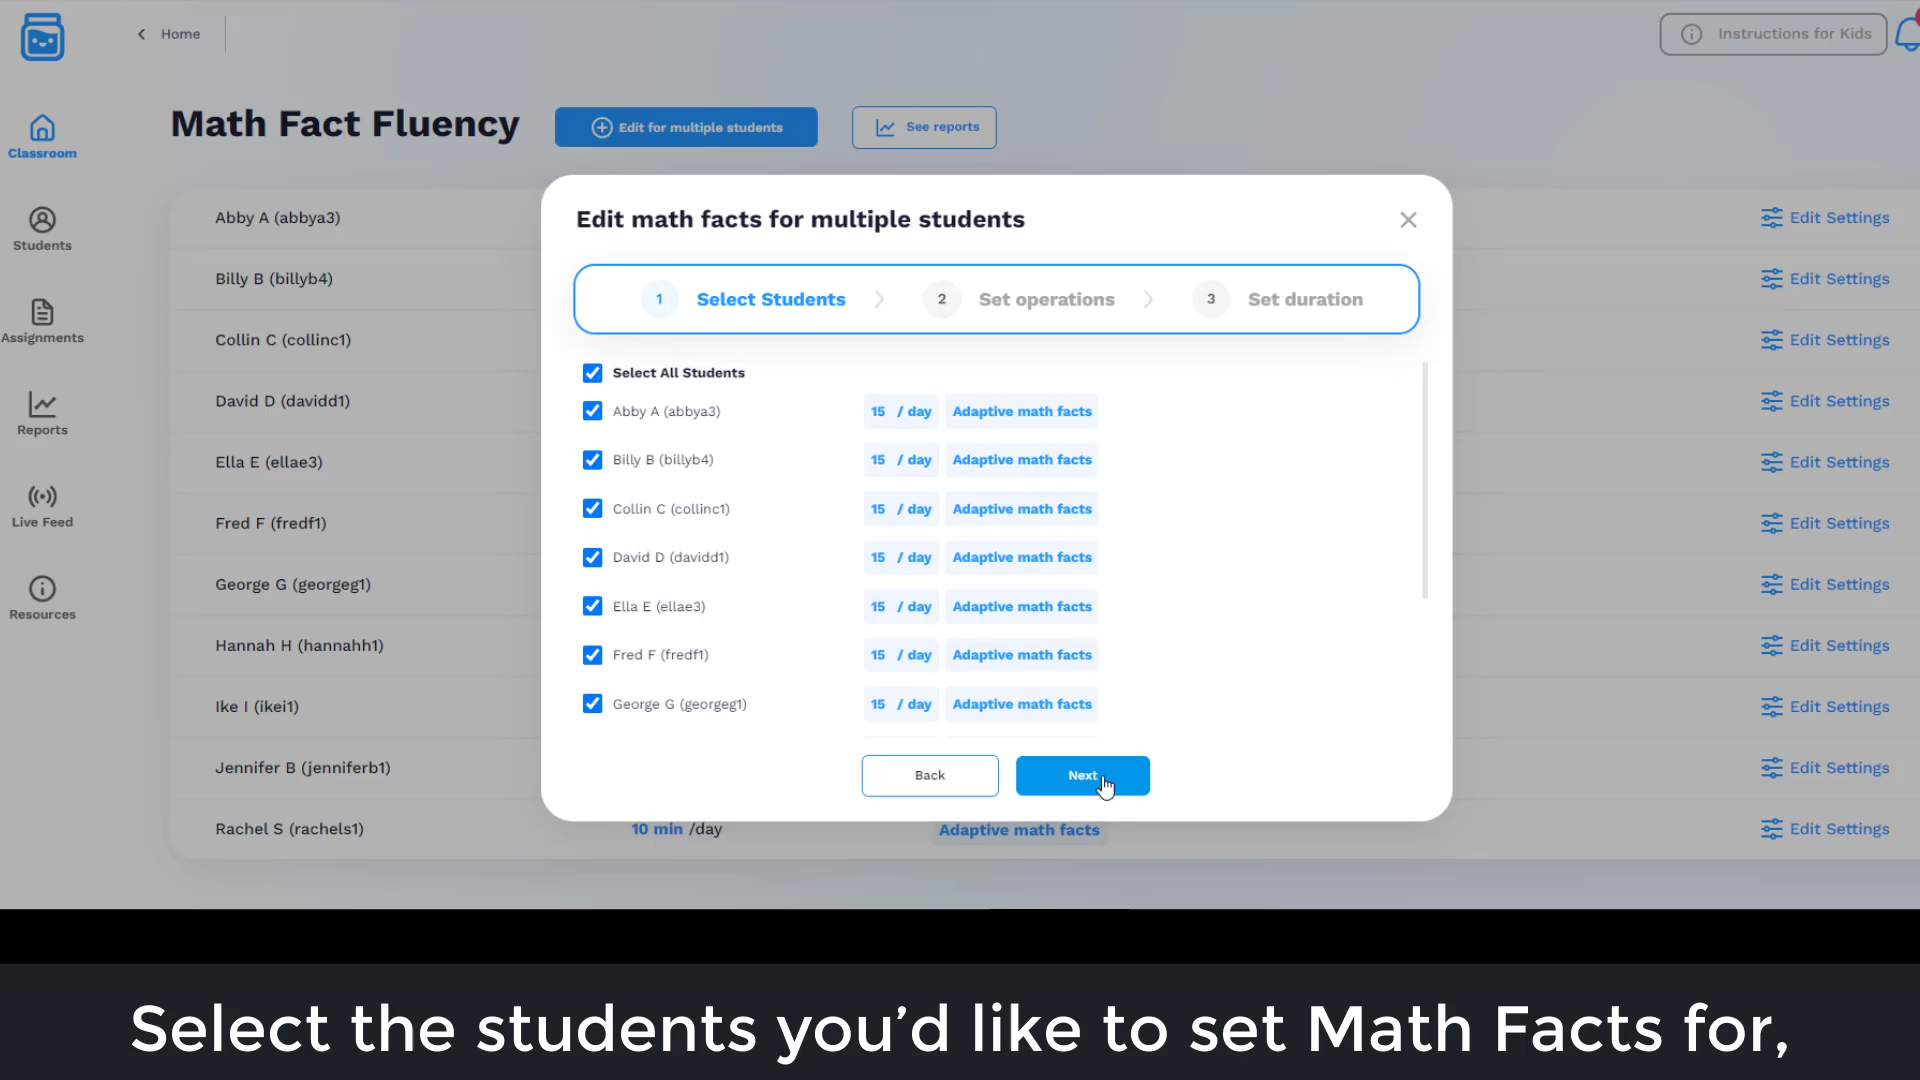 Home
Instructions for Kids
Math Fact Fluency
Edit for multiple students
See reports
Classroom
Students
Assignments
Reports
Live Feed
Resources
Abby A (abbya3)
Edit Settings
Billy B (billyb4)
Edit Settings
Collin C (collinc1)
Edit Settings
David D (davidd1)
Edit Settings
Ella E (ellae3)
Edit Settings
Fred F (fredf1)
Edit Settings
George G (georgeg1)
Edit Settings
Hannah H (hannahh1)
Edit Settings
Ike I (ikei1)
Edit Settings
Jennifer B (jenniferb1)
Edit Settings
Rachel S (rachels1) 10 min /day Adaptive math facts
Edit Settings
Edit math facts for multiple students
1 Select Students 2 Set operations 3 Set duration
Select All Students
Abby A (abbya3) 15 / day Adaptive math facts
Billy B (billyb4) 15 / day Adaptive math facts
Collin C (collinc1) 15 / day Adaptive math facts
David D (davidd1) 15 / day Adaptive math facts
Ella E (ellae3) 15 / day Adaptive math facts
Fred F (fredf1) 15 / day Adaptive math facts
George G (georgeg1) 15 / day Adaptive math facts
Back
Next
Select the students you’d like to set Math Facts for,